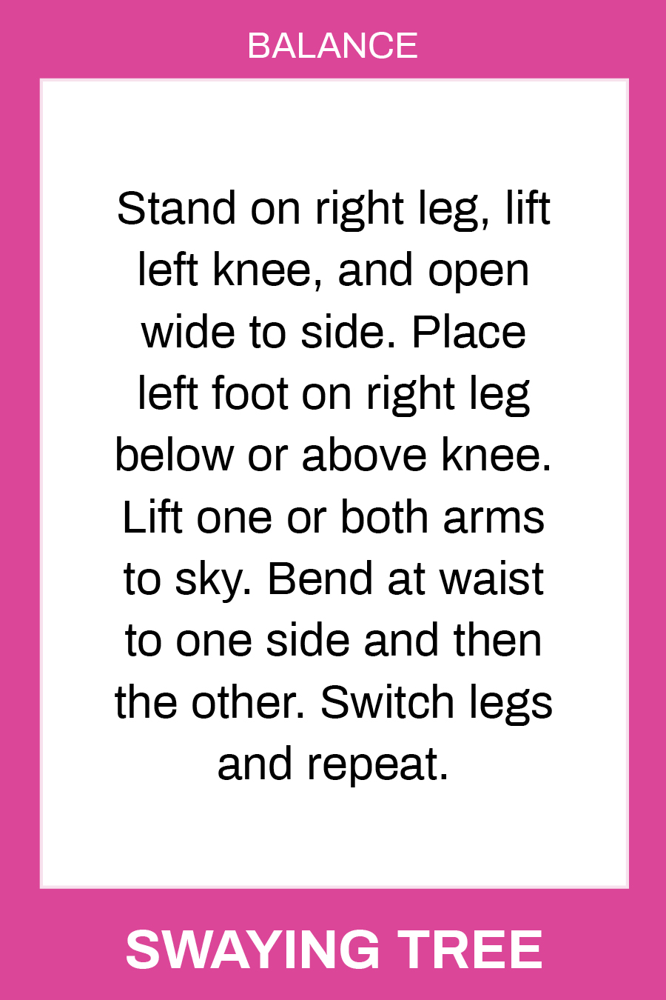 BALANCE
Stand on right leg, lift
left knee, and open
wide to side. Place
left foot on right leg
below or above knee.
Lift one or both arms
to sky. Bend at waist
to one side and then
the other. Switch legs
and repeat.
SWAYING TREE